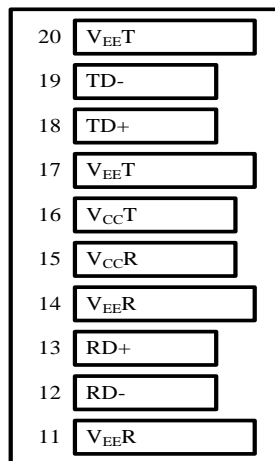 20 VEET
19 TD-
18 TD+
17 VEET
16 VCCT
15 VCCR
14 VEER
13 RD+
12 RD-
11 VEER